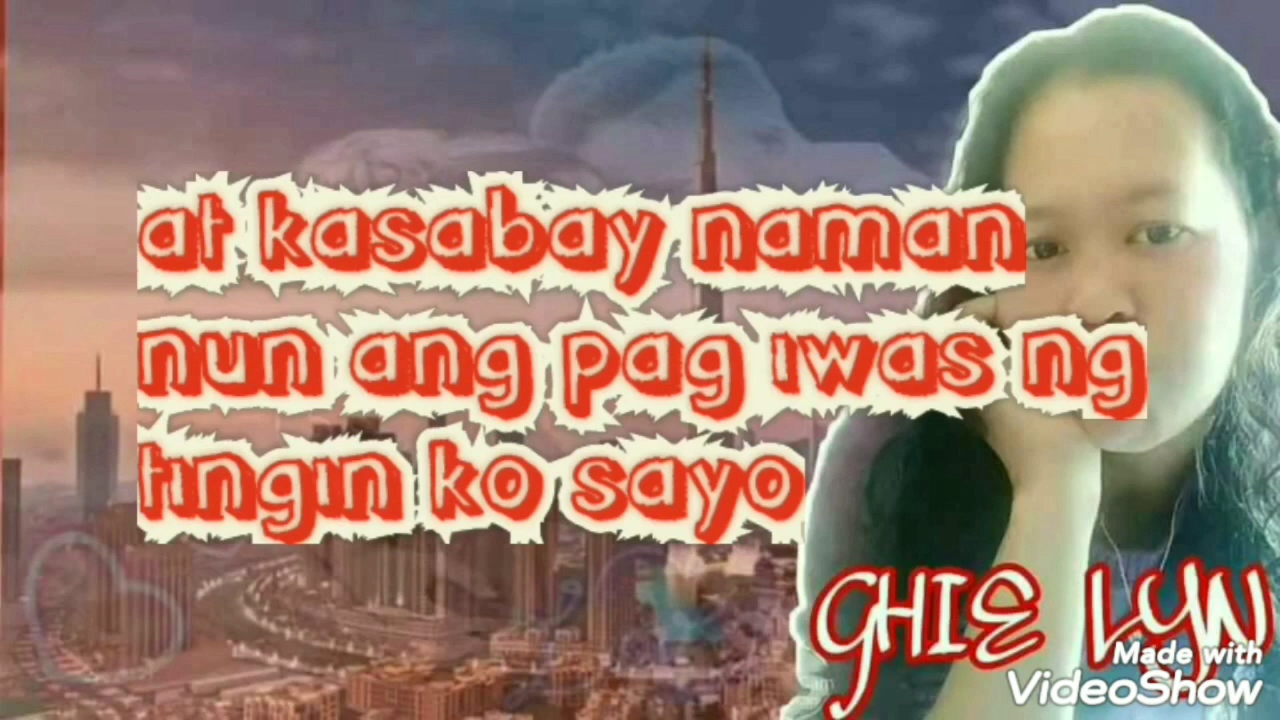 at kasabay naman
nun ang pag iwas ng
tingin ko sayo
GHIE LYN
Made with
VideoShow